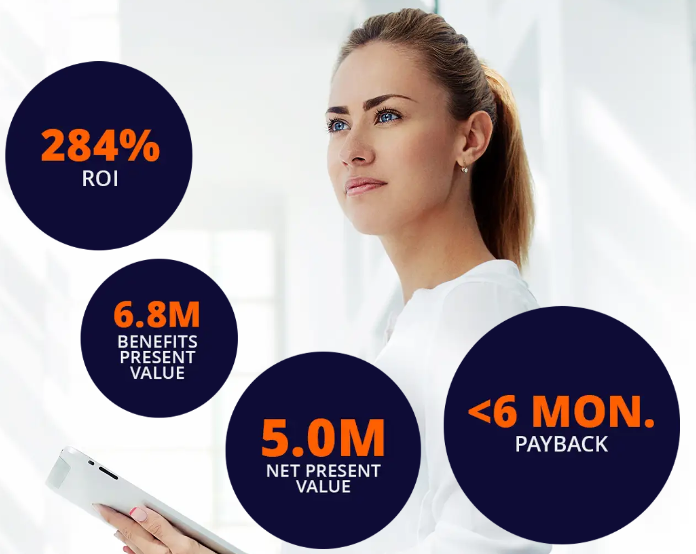 284%
ROI
6.8M
BENEFITS
PRESENT
VALUE
5.0M
NET PRESENT
VALUE
<6 MON.
PAYBACK